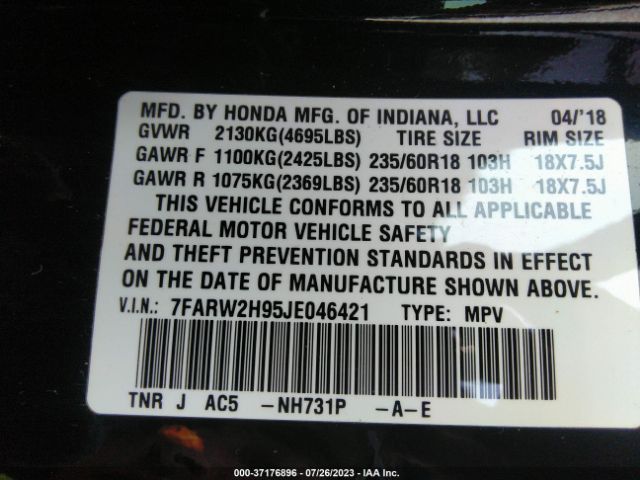 MFD. BY HONDA MFG. OF INDIANA, LLC 04/'18
GVWR 2130KG(4695LBS) TIRE SIZE RIM SIZE
GAWR F 1100KG(2425LBS) 235/60R18 103H 18X7.5J
GAWR R 1075KG(2369LBS) 235/60R18 103H 18X7.5J
THIS VEHICLE CONFORMS TO ALL APPLICABLE
FEDERAL MOTOR VEHICLE SAFETY
AND THEFT PREVENTION STANDARDS IN EFFECT
ON THE DATE OF MANUFACTURE SHOWN ABOVE.
V.I.N.: 7FARW2H95JE046421 TYPE: MPV
TNR J AC5 -NH731P -A-E
000-37176896 - 07/26/2023 - IAA Inc.